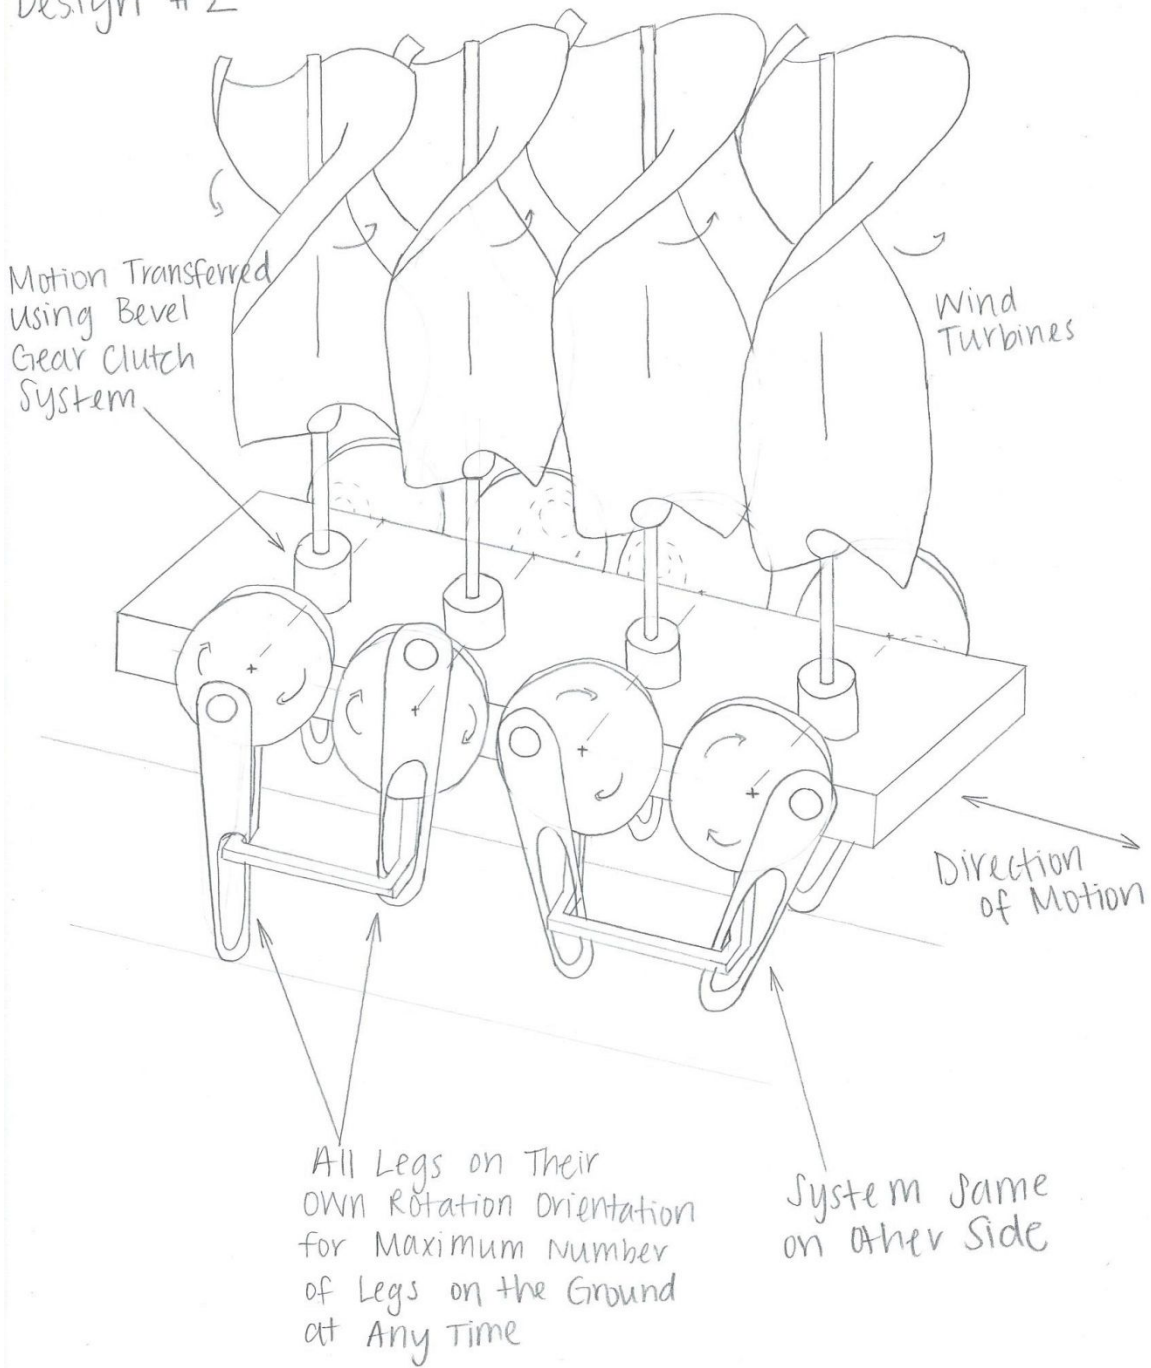 Design #2
Motion Transferred
using Bevel
Gear Clutch
System
Wind
Turbines
Direction
of Motion
All Legs on Their
Own Rotation Orientation
for Maximum Number
of Legs on the Ground
at Any Time
System Same
on Other Side